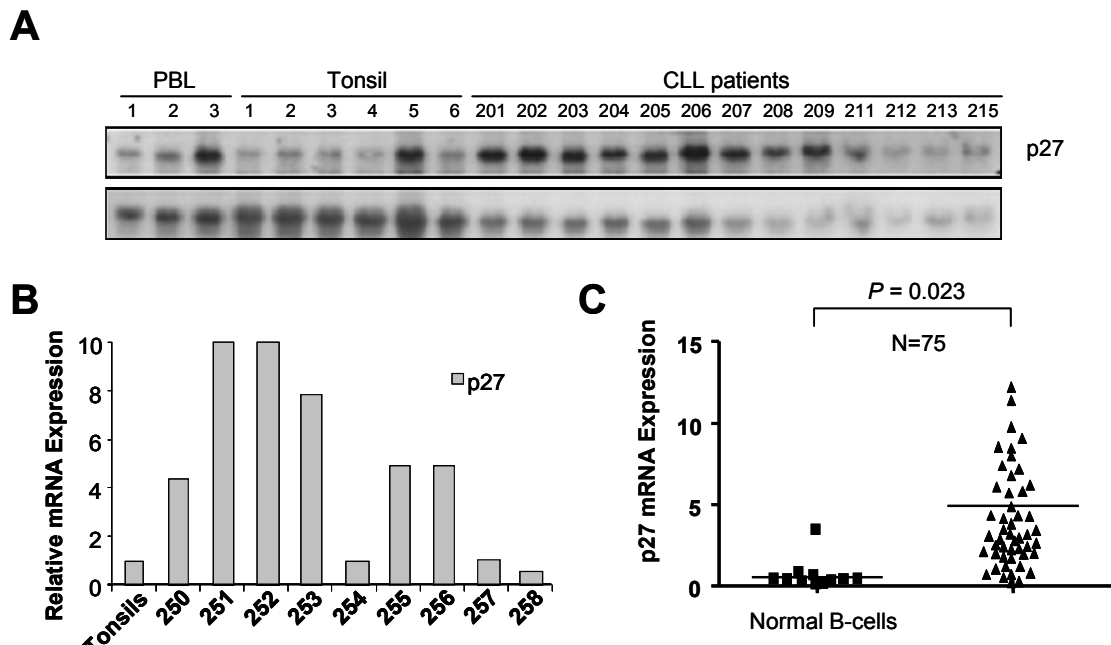 A
PBL Tonsil CLL patients
1 2 3 1 2 3 4 5 6 201 202 203 204 205 206 207 208 209 211 212 213 215
p27
B
Relative mRNA Expression
10
8
6
4
2
0
p27
Tonsils 250 251 252 253 254 255 256 257 258
C
P = 0.023
N=75
p27 mRNA Expression
15
10
5
0
Normal B-cells